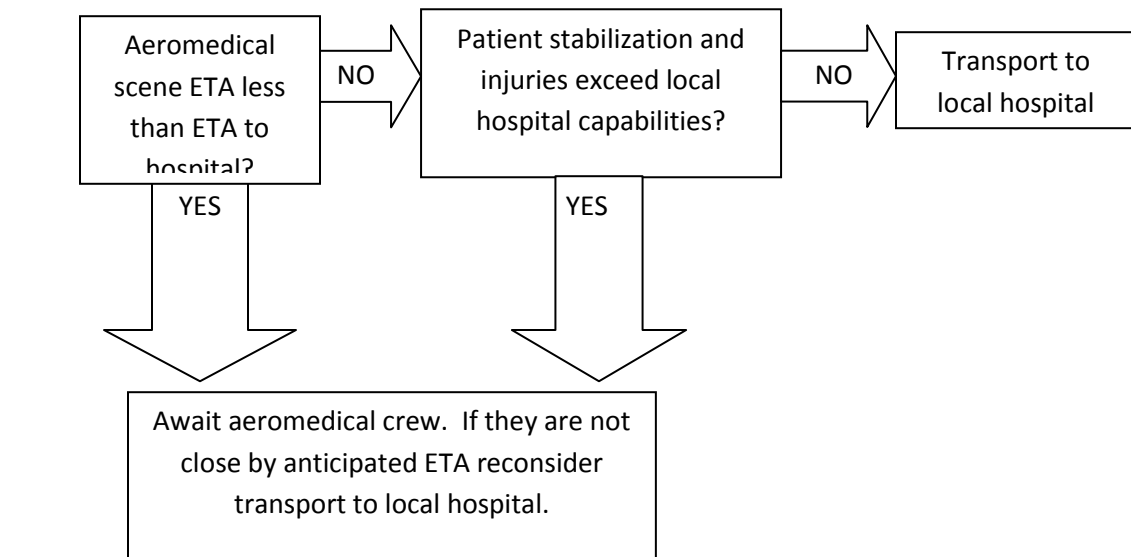 Aeromedical
scene ETA less
than ETA to
hospital?
NO
Patient stabilization and
injuries exceed local
hospital capabilities?
NO
Transport to
local hospital
YES
YES
Await aeromedical crew.  If they are not
close by anticipated ETA reconsider
transport to local hospital.